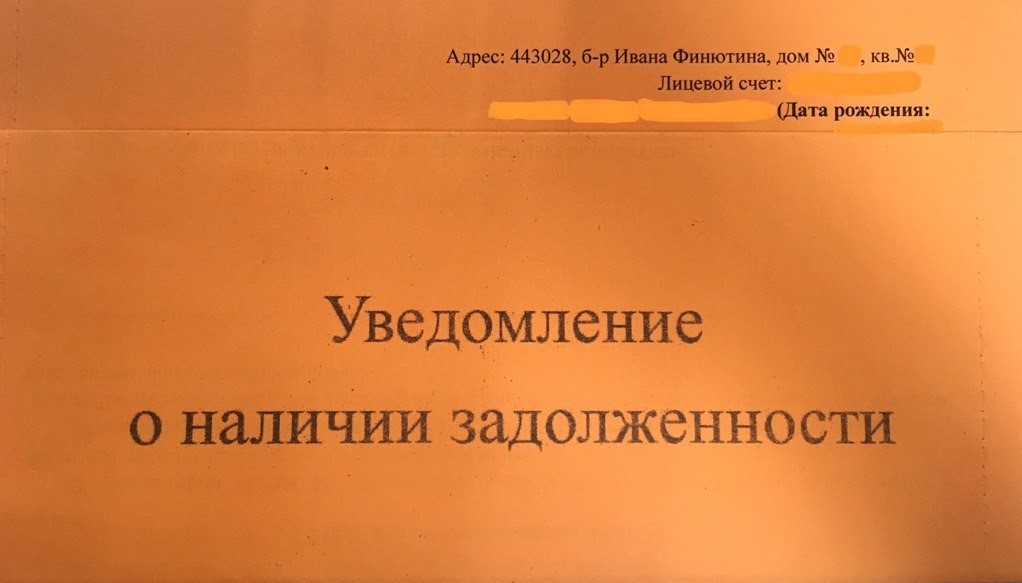 Адрес: 443028, б-р Ивана Финютина, дом № , кв.№
Лицевой счет:
(Дата рождения:
Уведомление
о наличии задолженности